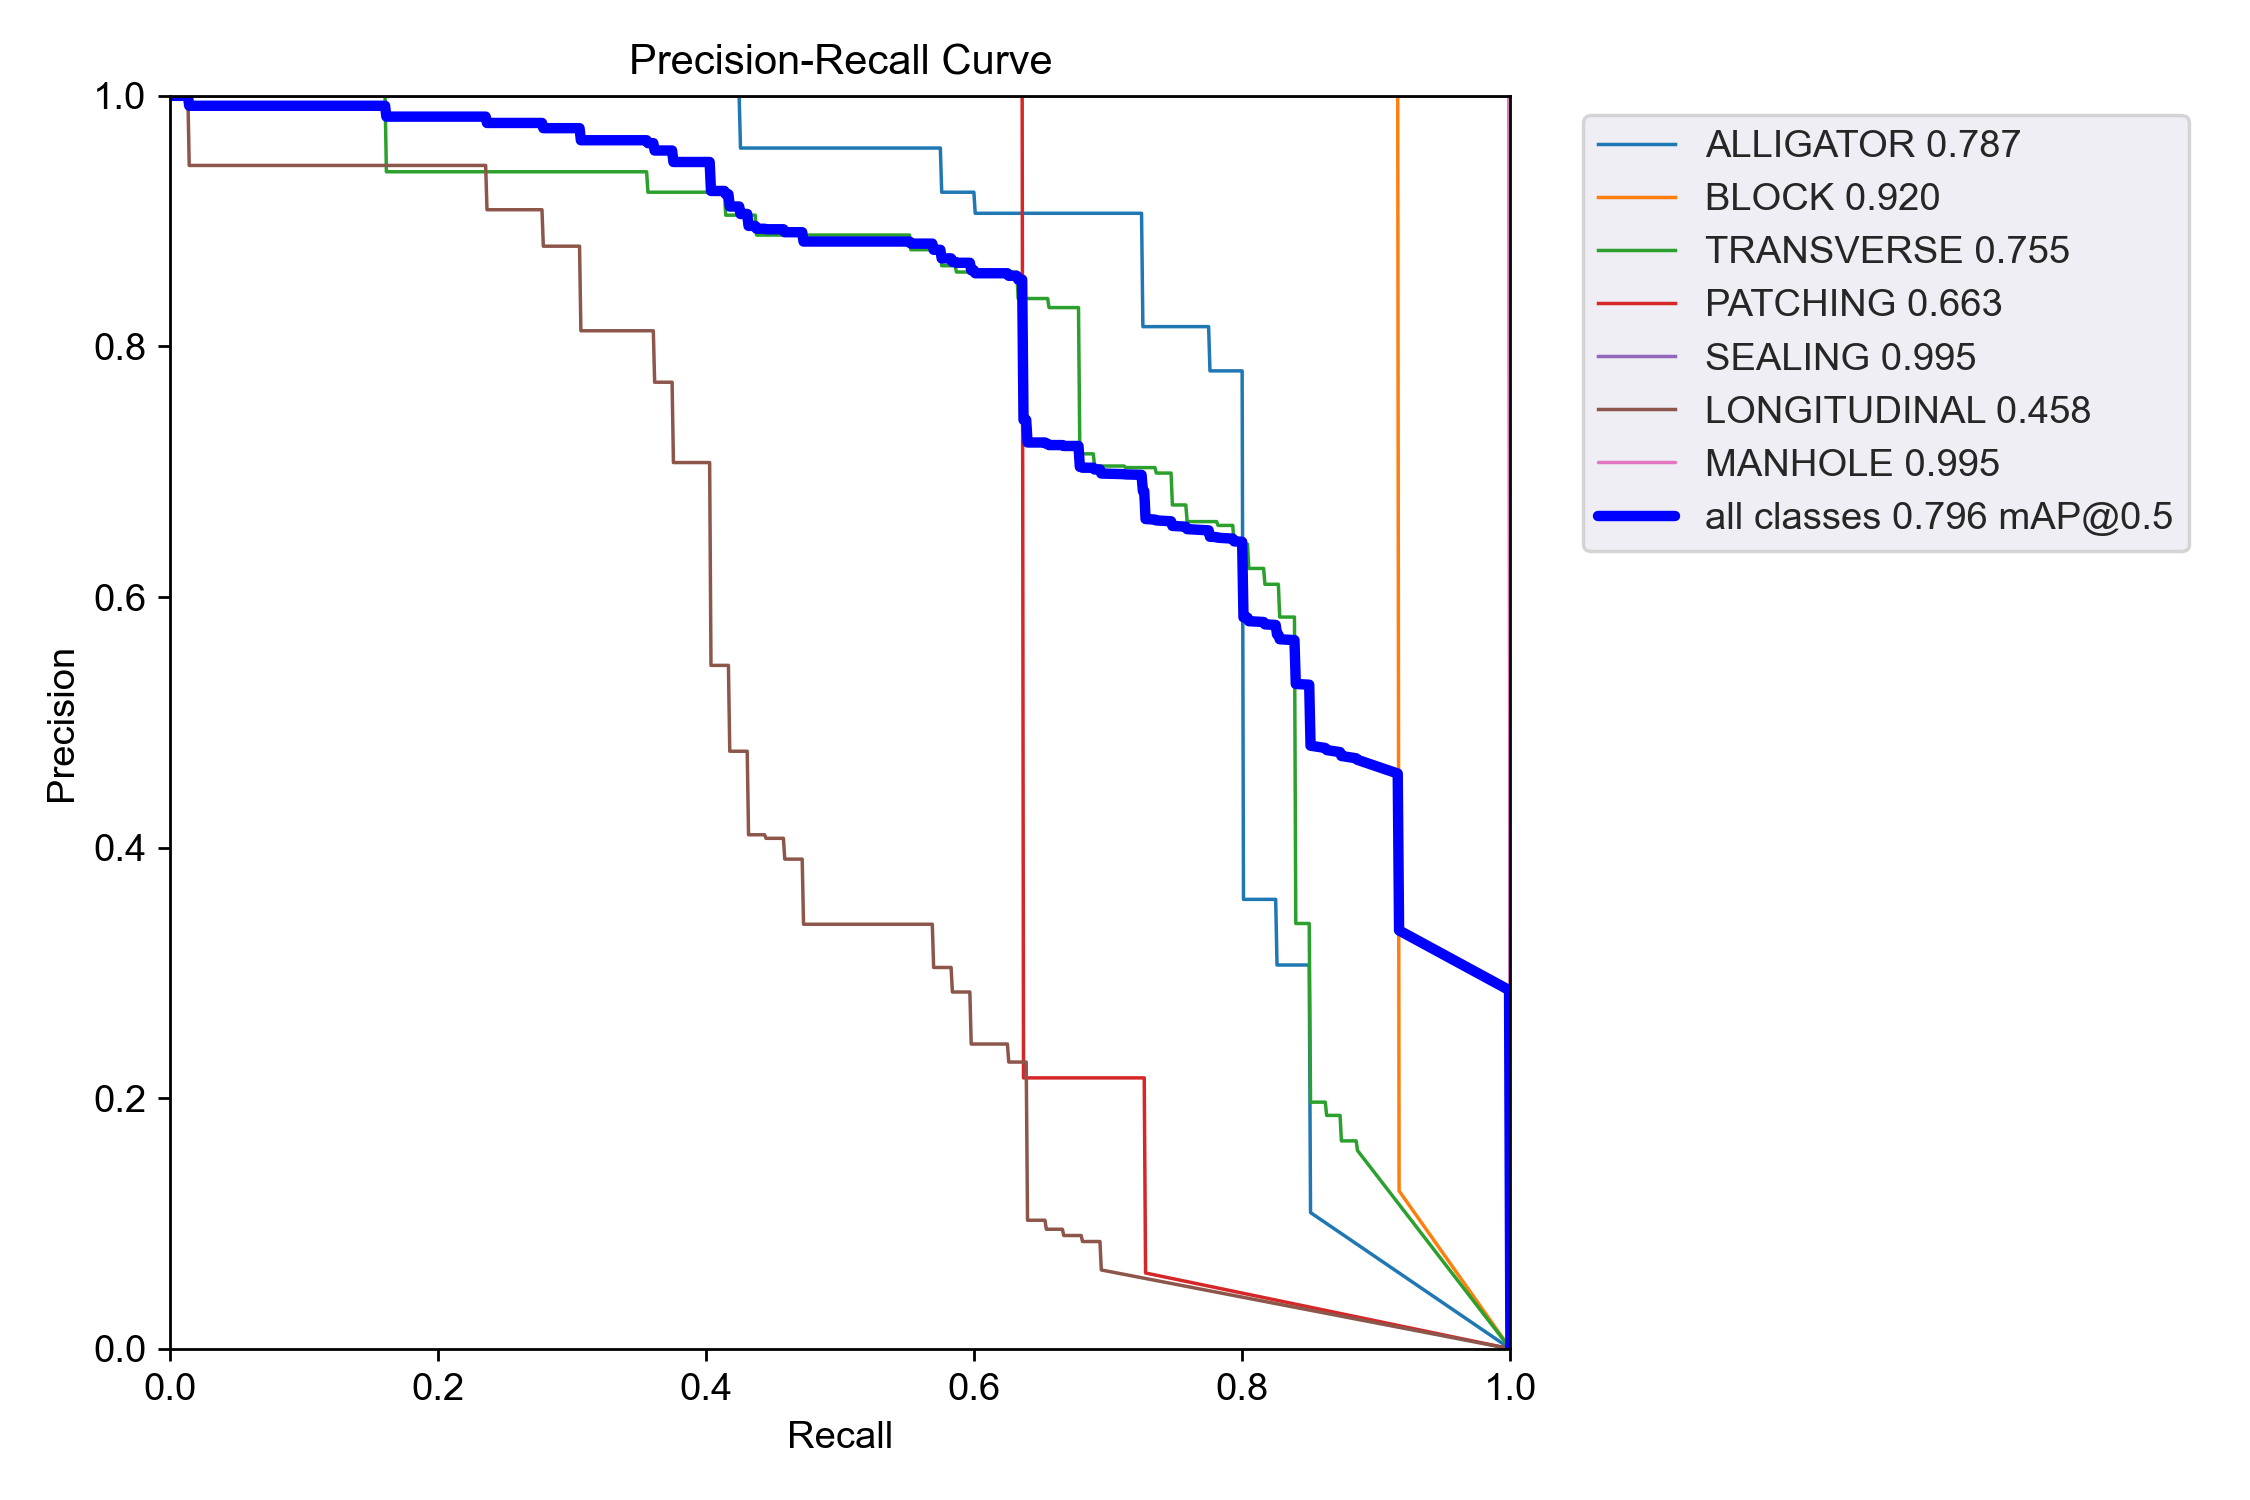 Precision-Recall Curve
1.0
0.8
0.6
0.4
0.2
0.0
Precision
0.0 0.2 0.4 0.6 0.8 1.0
Recall
ALLIGATOR 0.787
BLOCK 0.920
TRANSVERSE 0.755
PATCHING 0.663
SEALING 0.995
LONGITUDINAL 0.458
MANHOLE 0.995
all classes 0.796 mAP@0.5